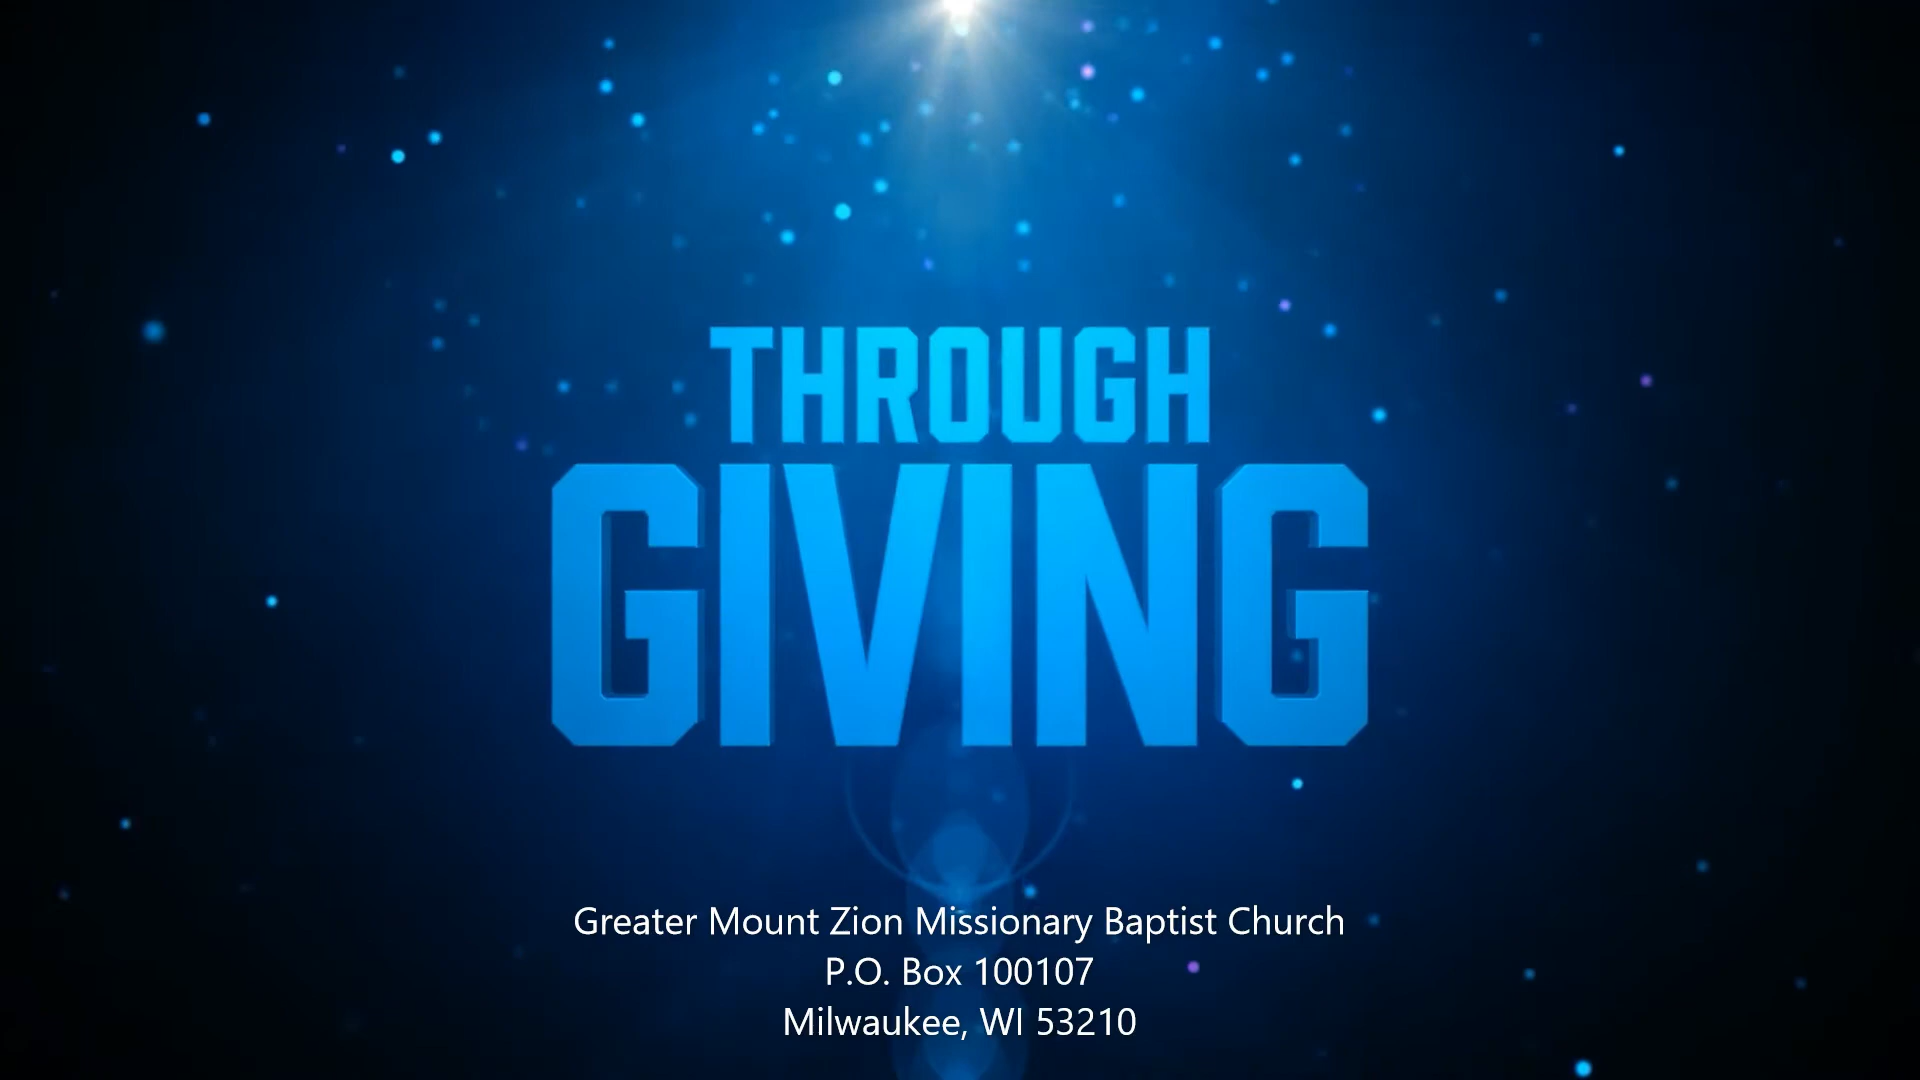 THROUGH
GIVING
Greater Mount Zion Missionary Baptist Church
P.O. Box 100107
Milwaukee, WI 53210